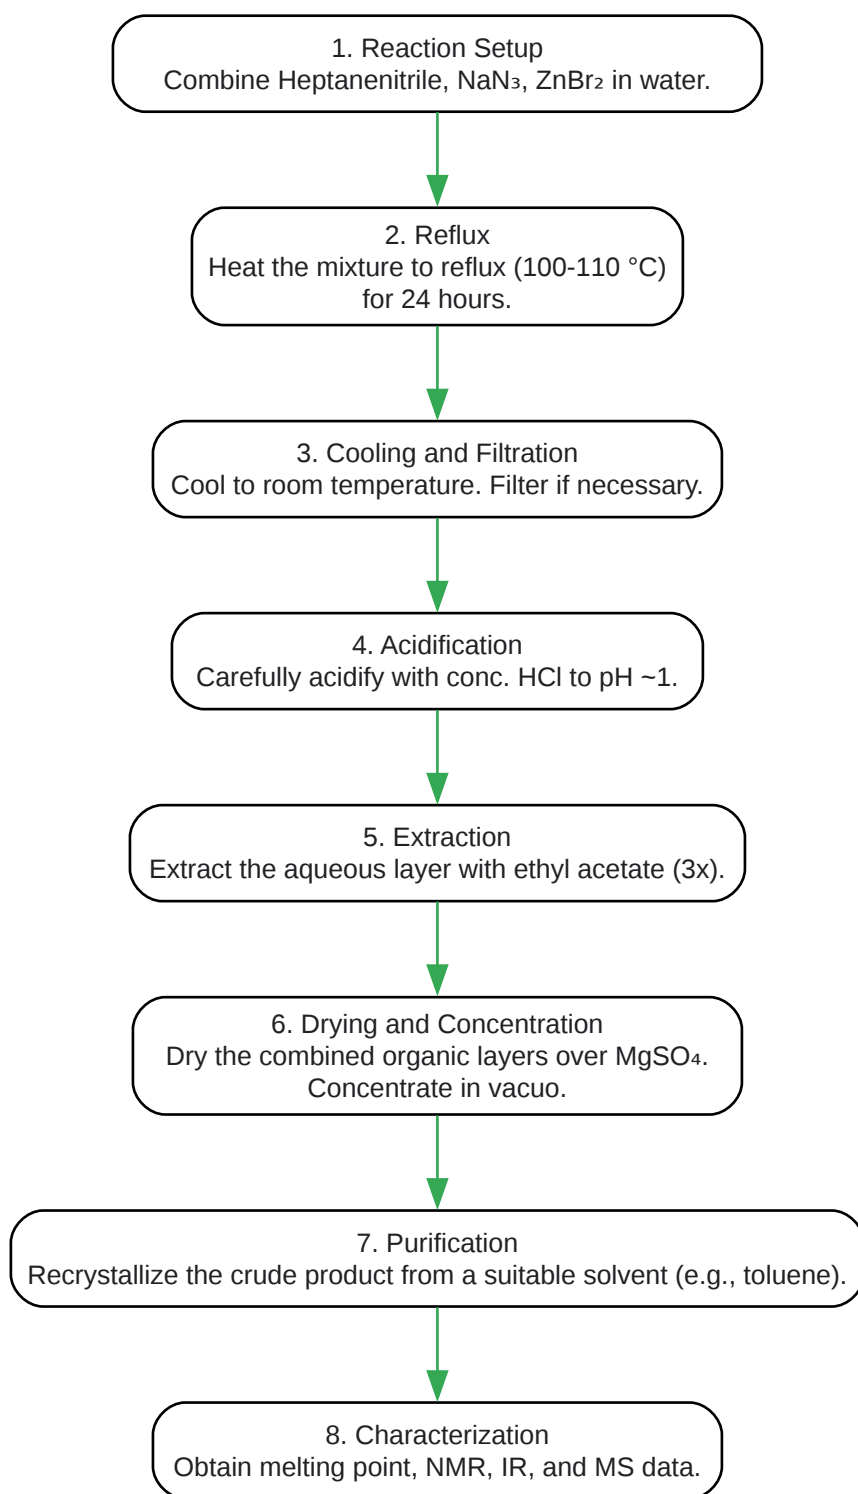 1. Reaction Setup
Combine Heptanenitrile, NaN₃, ZnBr₂ in water.
2. Reflux
Heat the mixture to reflux (100-110 °C)
for 24 hours.
3. Cooling and Filtration
Cool to room temperature. Filter if necessary.
4. Acidification
Carefully acidify with conc. HCl to pH ~1.
5. Extraction
Extract the aqueous layer with ethyl acetate (3x).
6. Drying and Concentration
Dry the combined organic layers over MgSO₄.
Concentrate in vacuo.
7. Purification
Recrystallize the crude product from a suitable solvent (e.g., toluene).
8. Characterization
Obtain melting point, NMR, IR, and MS data.